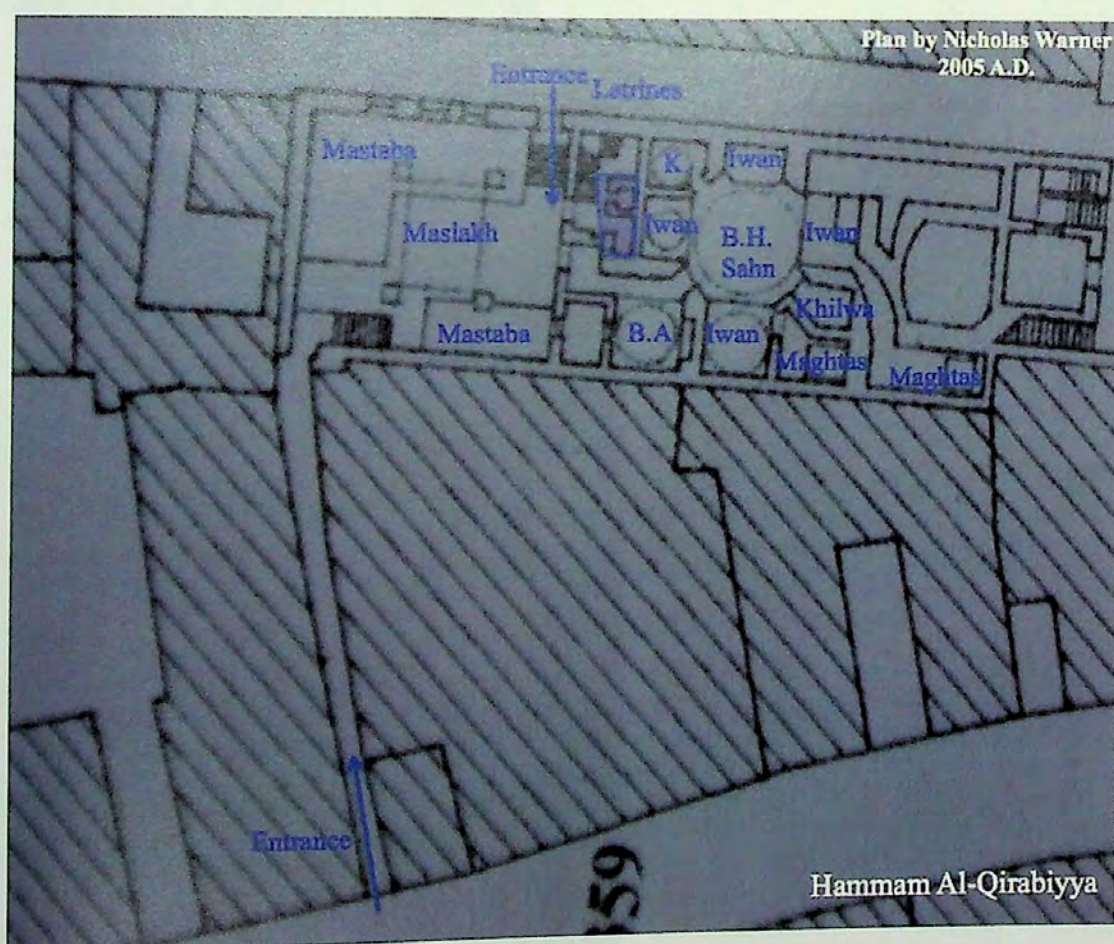 Plan by Nicholas Warner
2005 A.D.
Entrance
Latrines
Mastaba
K
Iwan
Maslakh
Iwan
B.H.
Sahn
Iwan
Khilwa
Mastaba
B.A
Iwan
Maghtas
Maghtas
Entrance
359
Hammam Al-Qirabiyya